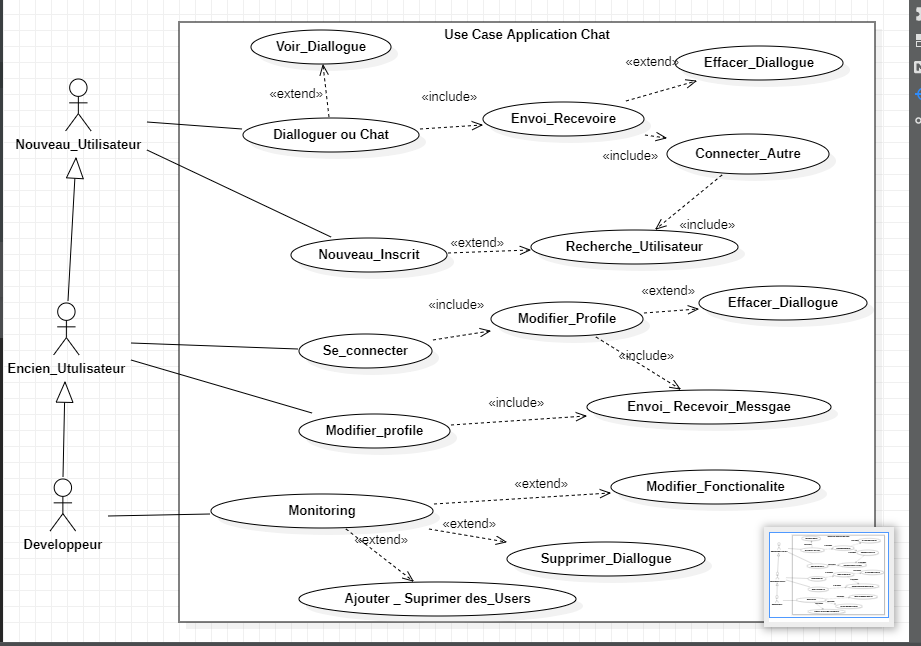 Use Case Application Chat
Voir_Diallogue
«extend»
Effacer_Diallogue
«extend»
«include»
Envoi_Recevoire
Dialloguer ou Chat
Nouveau_Utilisateur
«include»
Connecter_Autre
«include»
Nouveau_Inscrit
«extend»
Recherche_Utilisateur
«extend»
Effacer_Diallogue
«include»
Modifier_Profile
Se_connecter
«include»
Encien_Utulisateur
«include»
Envoi_ Recevoir_Messgae
Modifier_profile
«extend»
Modifier_Fonctionalite
Monitoring
«extend»
«extend»
Developpeur
Supprimer_Diallogue
Ajouter _ Suprimer des_Users